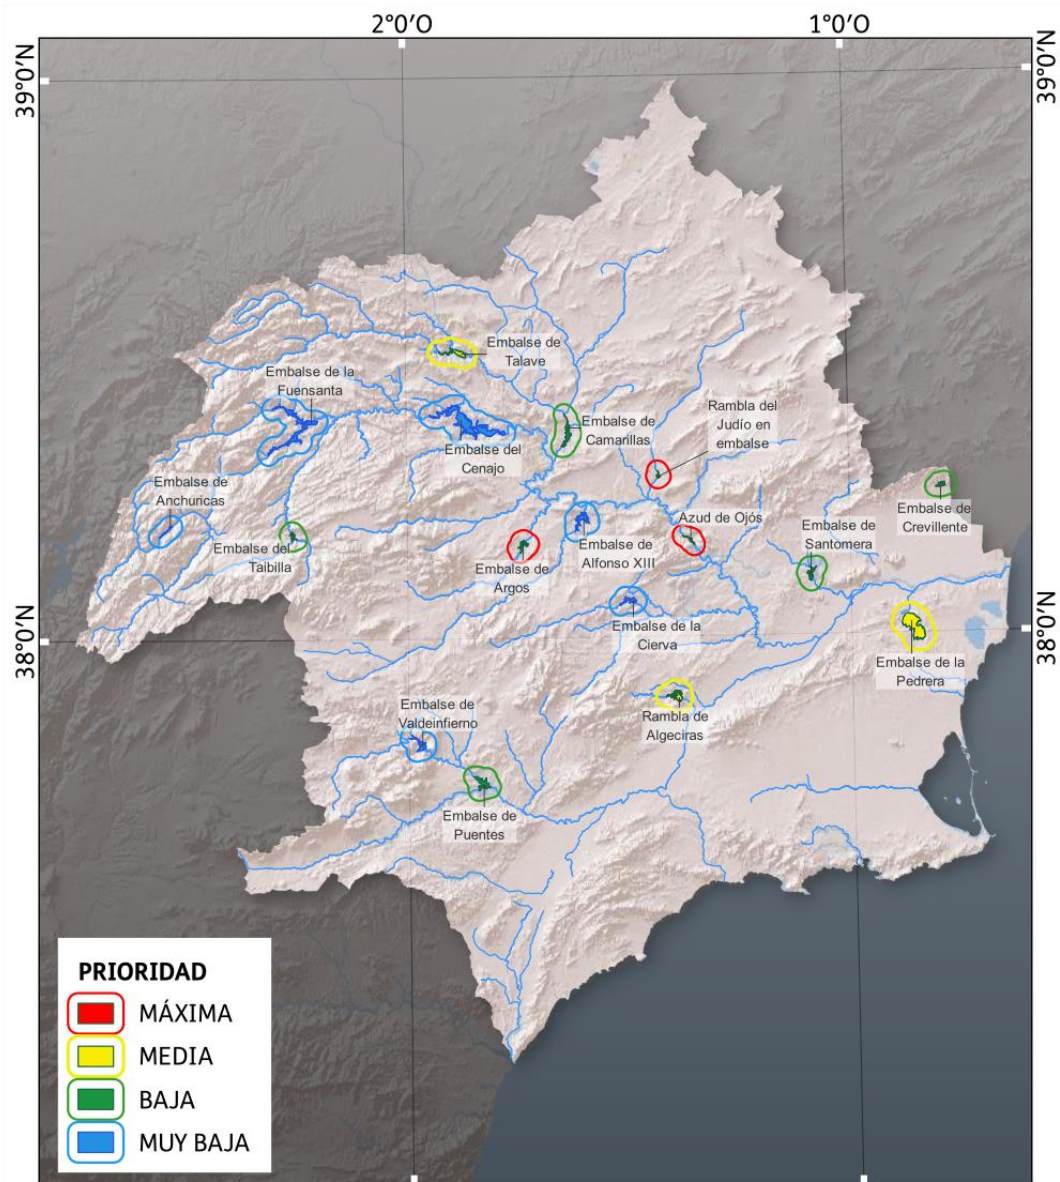 2°0'O
1°0'O
39°0'N
39°0'N
Embalse de
Talave
Embalse de la
Fuensanta
Embalse de
Camarillas
Rambla del
Judío en
embalse
Embalse del
Cenajo
Embalse de
Anchuricas
Embalse de
Crevillente
Azud de Ojós
Embalse de
Santomera
Embalse del
Taibilla
Embalse de
Alfonso XIII
Embalse de
Argos
38°0'N
38°0'N
Embalse de la
Cierva
Embalse de la
Pedrera
Embalse de
Valdeinfierno
Rambla de
Algeciras
Embalse de
Puentes
PRIORIDAD
MÁXIMA
MEDIA
BAJA
MUY BAJA